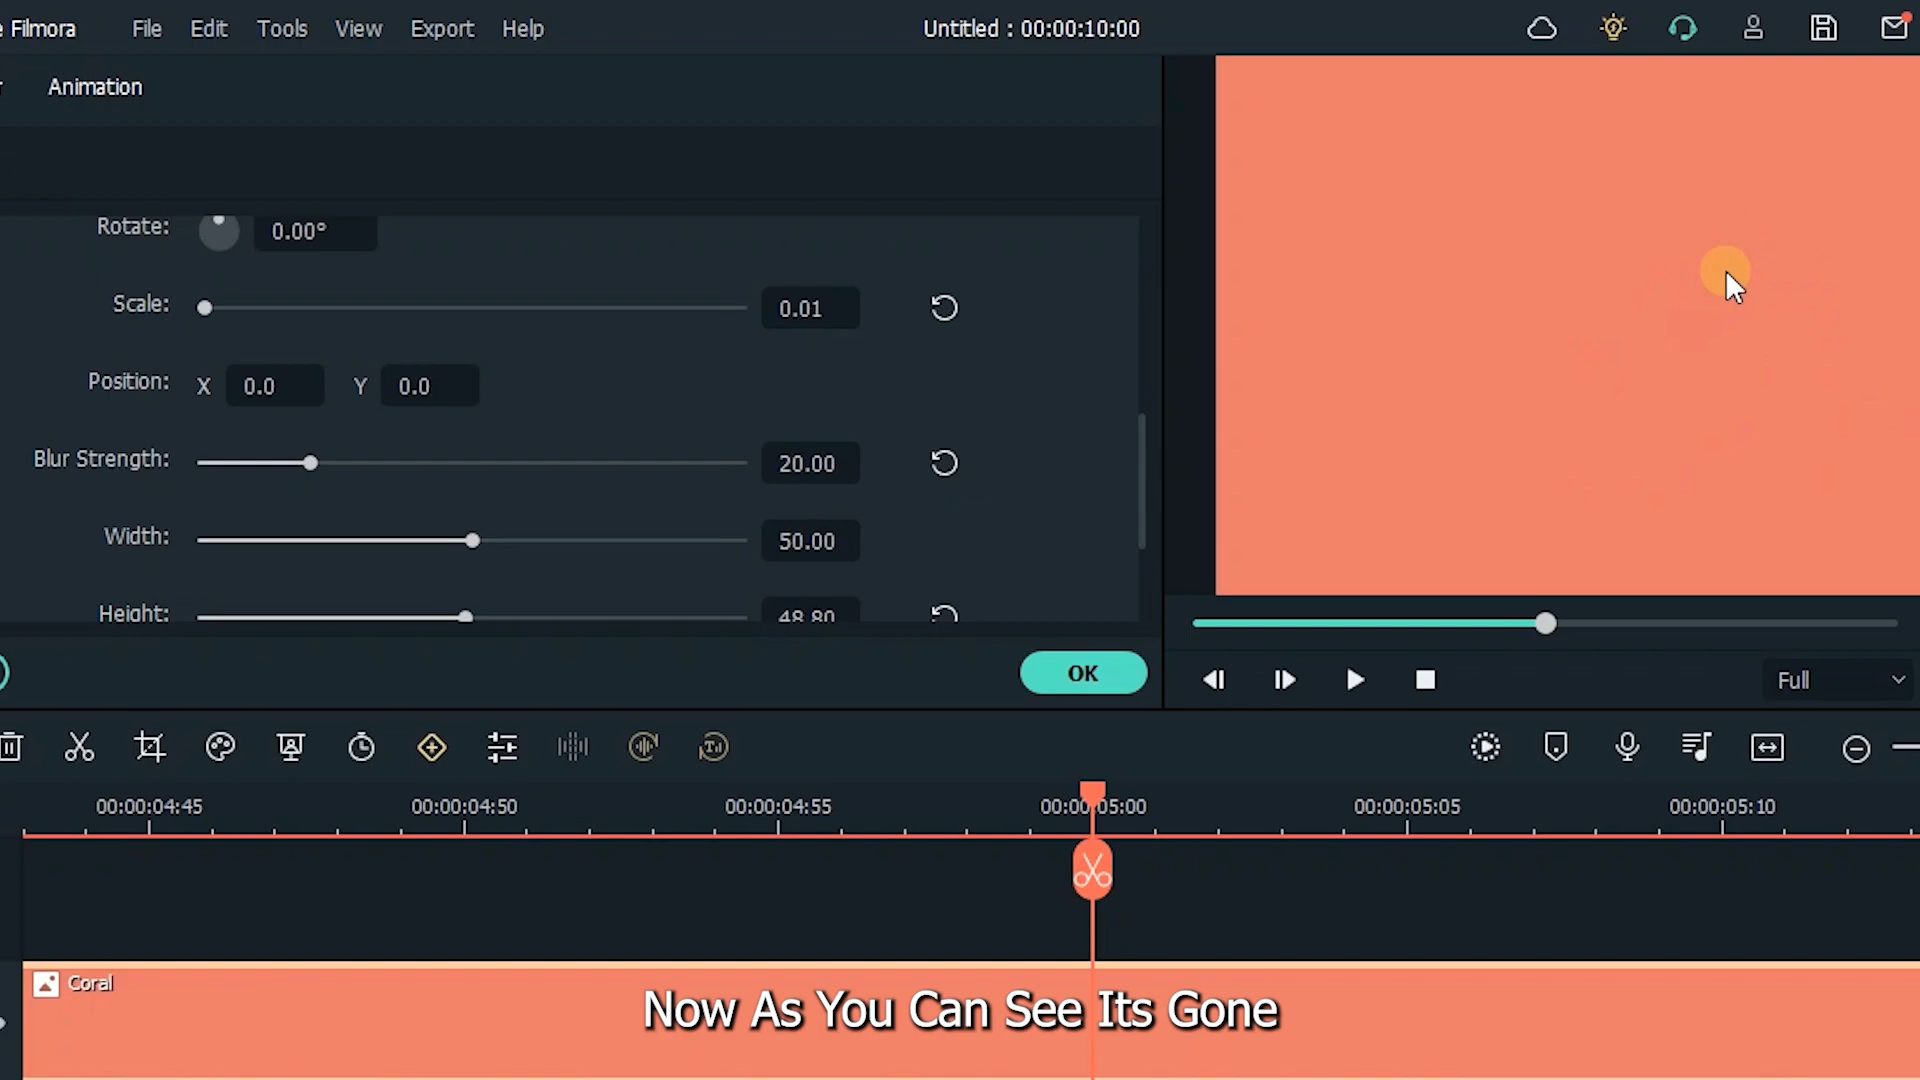 Filmora File Edit Tools View Export Help Untitled : 00:00:10:00
Animation
Rotate: 0.00°
Scale: 0.01
Position: X 0.0 Y 0.0
Blur Strength: 20.00
Width: 50.00
Height: 48.80
OK
Full
00:00:04:45 00:00:04:50 00:00:04:55 00:00:05:00 00:00:05:05 00:00:05:10
Coral
Now As You Can See Its Gone